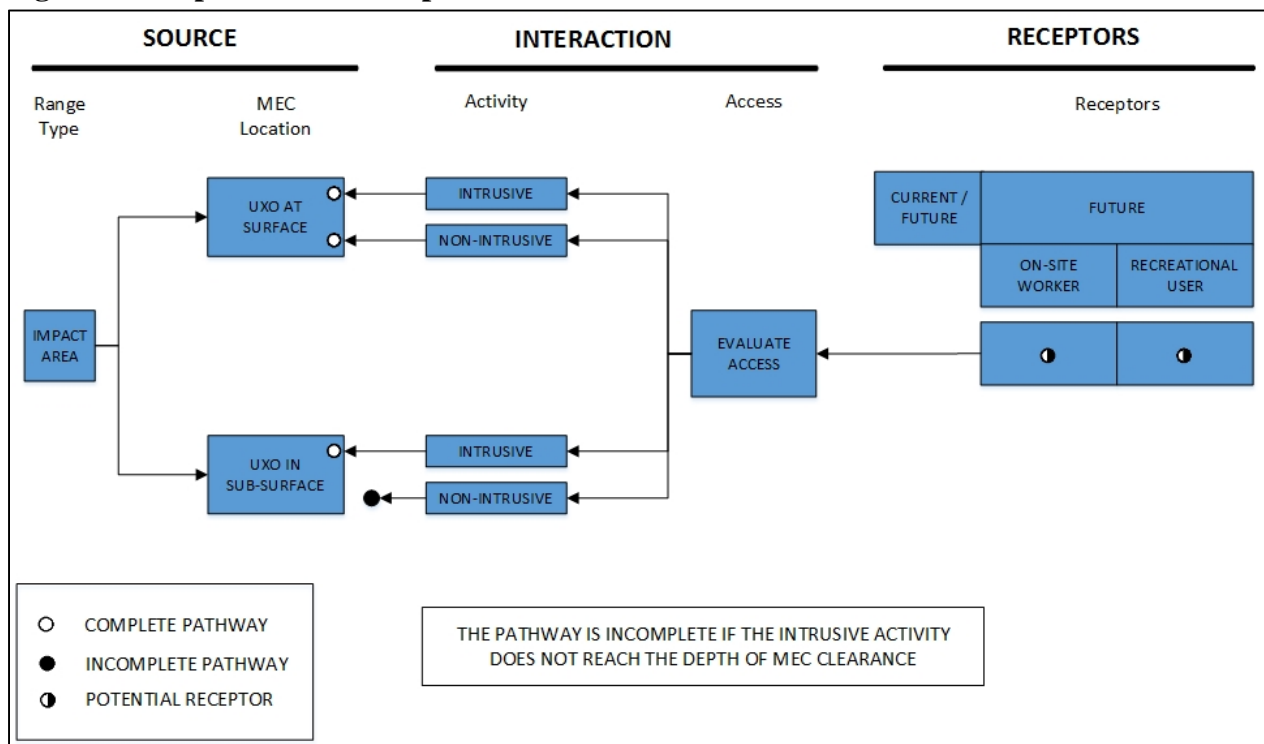 SOURCE
INTERACTION
RECEPTORS
Range
Type
MEC
Location
Activity
Access
Receptors
UXO AT
SURFACE
INTRUSIVE
NON-INTRUSIVE
CURRENT /
FUTURE
FUTURE
ON-SITE
WORKER
RECREATIONAL
USER
IMPACT
AREA
EVALUATE
ACCESS
UXO IN
SUB-SURFACE
INTRUSIVE
NON-INTRUSIVE
COMPLETE PATHWAY
INCOMPLETE PATHWAY
POTENTIAL RECEPTOR
THE PATHWAY IS INCOMPLETE IF THE INTRUSIVE ACTIVITY
DOES NOT REACH THE DEPTH OF MEC CLEARANCE